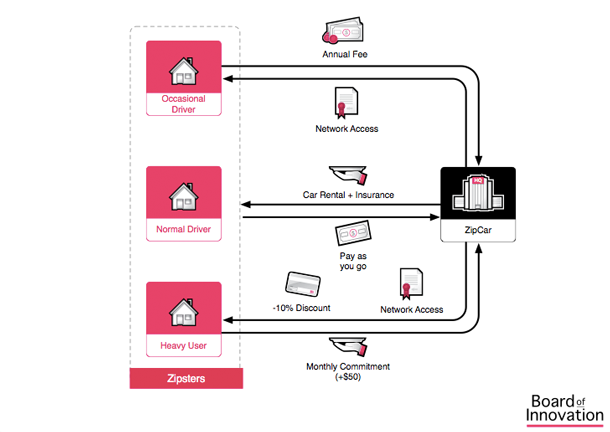 Annual Fee
Occasional
Driver
Network Access
Car Rental + Insurance
Normal Driver
HQ
ZipCar
Pay as
you go
-10% Discount
Network Access
Heavy User
Monthly Commitment
(+$50)
Zipsters
Board of
Innovation